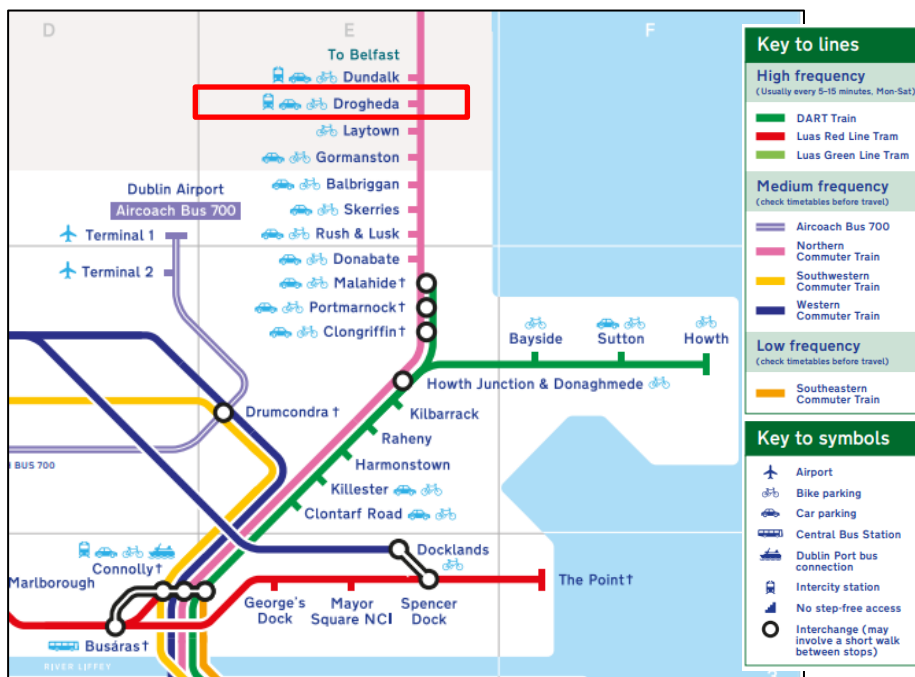 D
E
F
To Belfast
Dundalk
Drogheda
Laytown
Gormanston
Balbriggan
Skerries
Rush & Lusk
Donabate
Malahide†
Portmarnock†
Clongriffin†
Dublin Airport
Aircoach Bus 700
Terminal 1
Terminal 2
Bayside
Sutton
Howth
Howth Junction & Donaghmede
Drumcondra †
Kilbarrack
Raheny
Harmonstown
Killester
Clontarf Road
BUS 700
Docklands
Connolly†
Marlborough
The Point†
George's
Dock
Mayor
Square NCI
Spencer
Dock
Busáras†
RIVER LIFFEY
Key to lines
High frequency
(Usually every 5-15 minutes, Mon-Sat)
DART Train
Luas Red Line Tram
Luas Green Line Tram
Medium frequency
(check timetables before travel)
Aircoach Bus 700
Northern
Commuter Train
Southwestern
Commuter Train
Western
Commuter Train
Low frequency
(check timetables before travel)
Southeastern
Commuter Train
Key to symbols
Airport
Bike parking
Car parking
Central Bus Station
Dublin Port bus
connection
Intercity station
No step-free access
Interchange (may
involve a short walk
between stops)